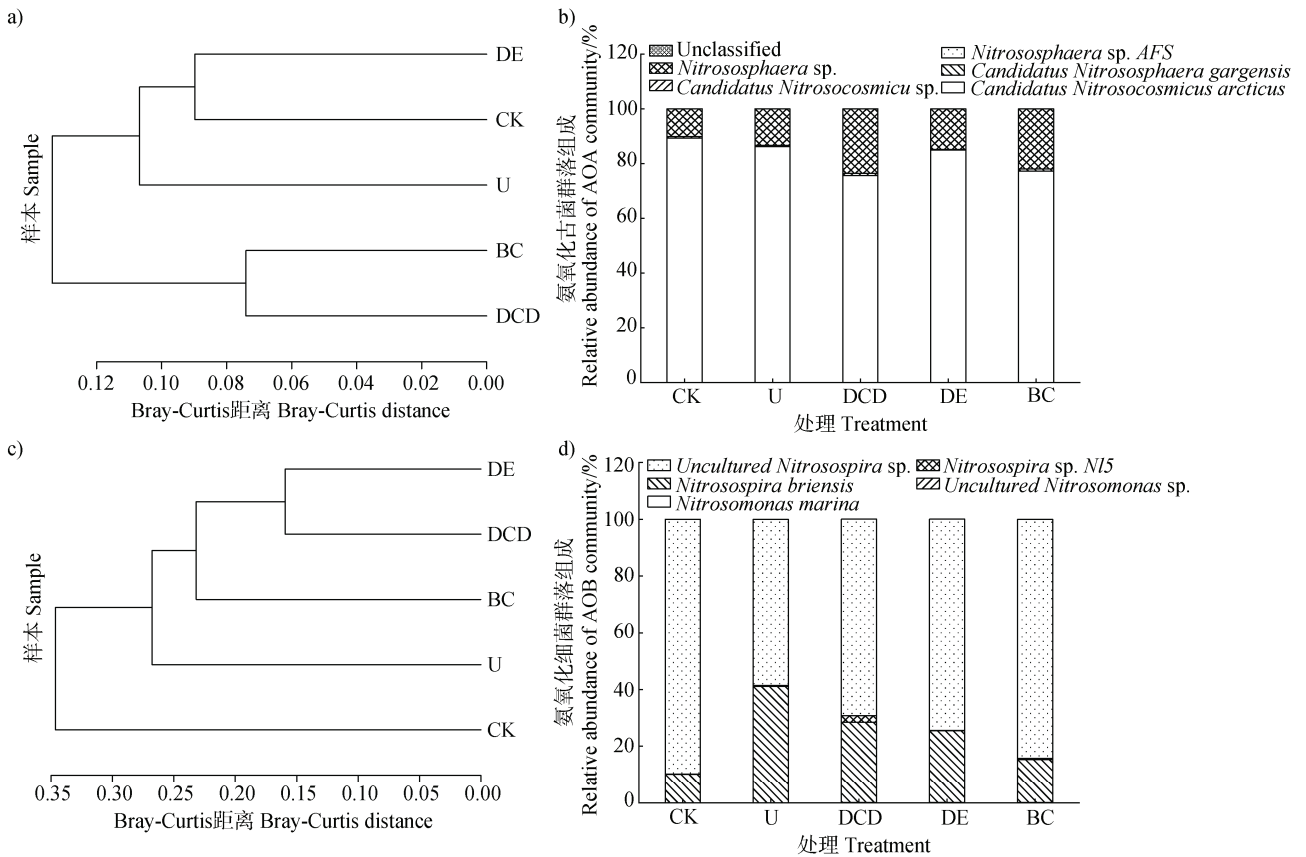 a)
DE
CK
U
BC
DCD
样本 Sample
0.12 0.10 0.08 0.06 0.04 0.02 0.00
Bray-Curtis距离 Bray-Curtis distance
b)
Unclassified
Nitrososphaera sp. AFS
Nitrososphaera sp.
Candidatus Nitrososphaera gargensis
Candidatus Nitrosocosmicu sp.
Candidatus Nitrosocosmicus arcticus
氨氧化古菌群落组成
Relative abundance of AOA community/%
120
100
80
60
40
20
0
CK U DCD DE BC
处理 Treatment
c)
DE
DCD
BC
U
CK
样本 Sample
0.35 0.30 0.25 0.20 0.15 0.10 0.05 0.00
Bray-Curtis距离 Bray-Curtis distance
d)
Uncultured Nitrosospira sp.
Nitrosospira sp. Nl5
Nitrosospira briensis
Uncultured Nitrosomonas sp.
Nitrosomonas marina
氨氧化细菌群落组成
Relative abundance of AOB community/%
120
100
80
60
40
20
0
CK U DCD DE BC
处理 Treatment